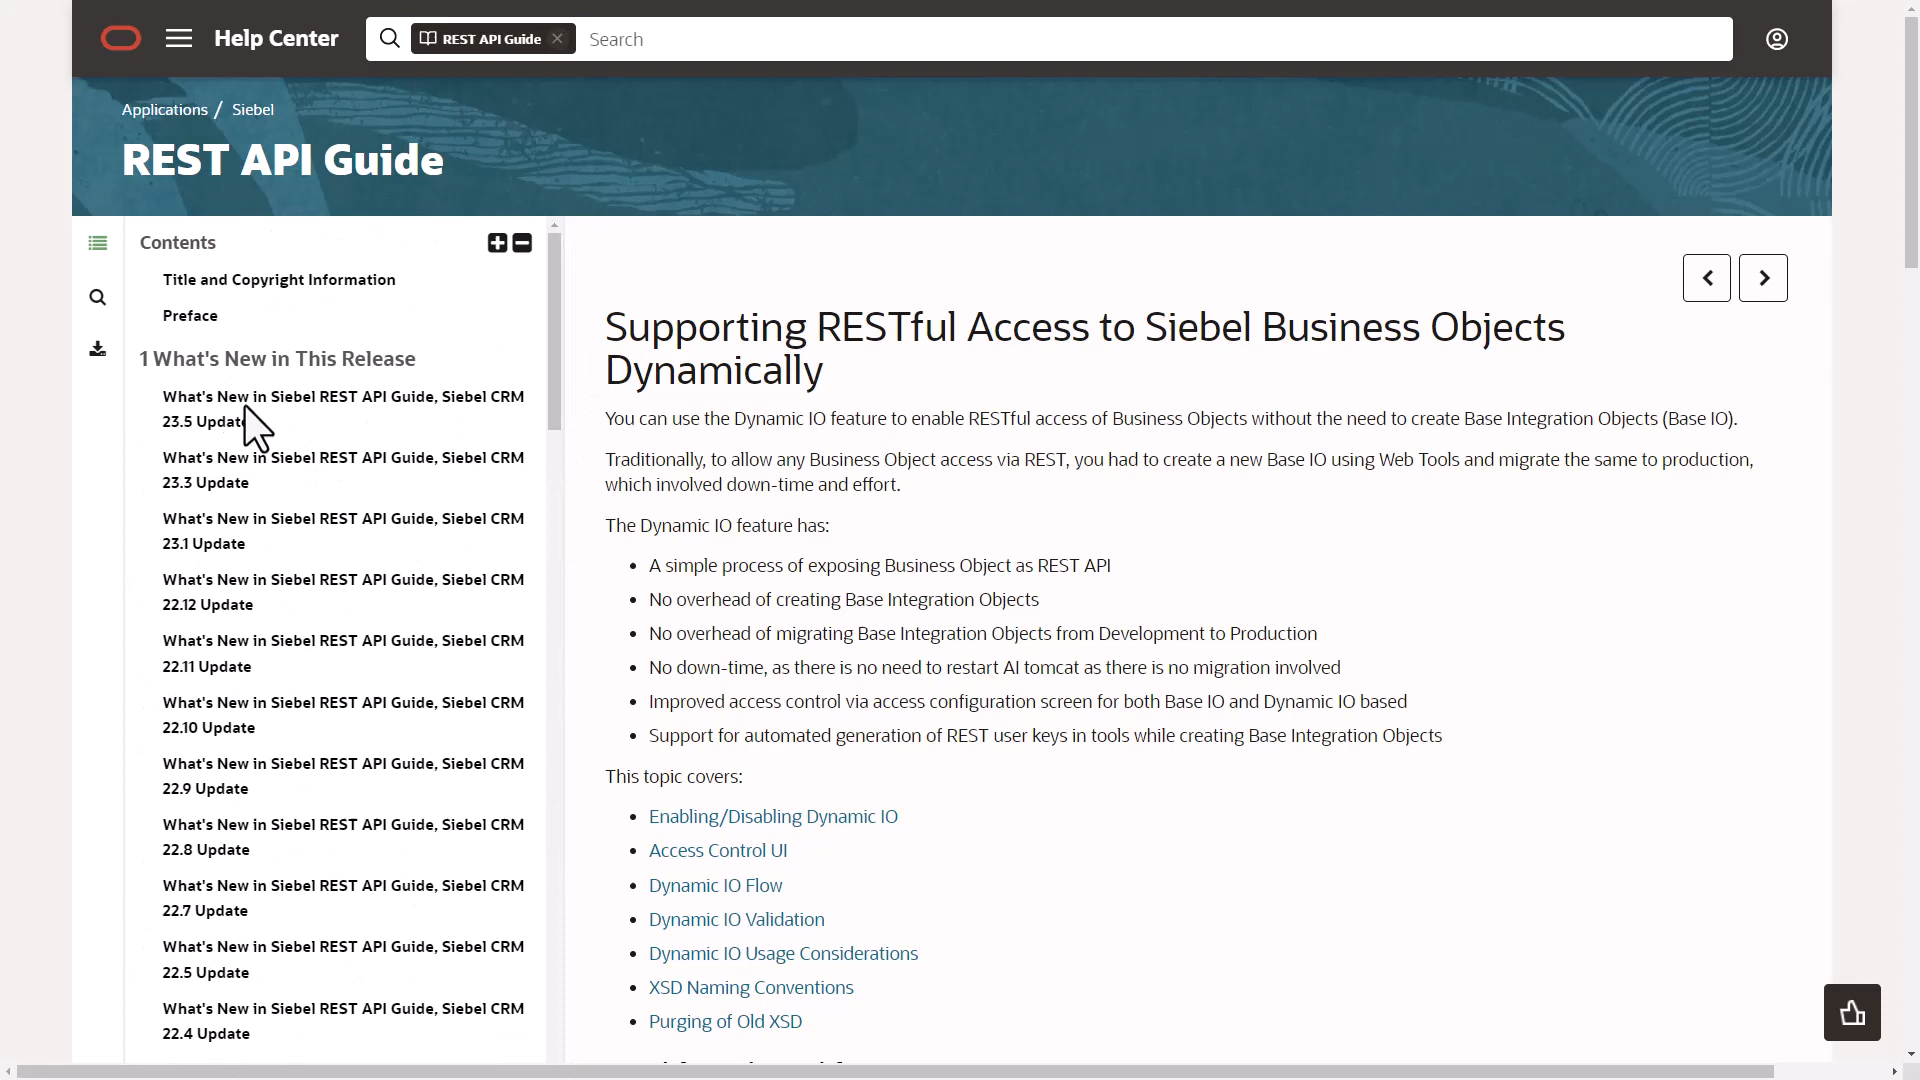 Help Center
REST API Guide
Search
Applications / Siebel
REST API Guide
Contents
Title and Copyright Information
Preface
1 What's New in This Release
What's New in Siebel REST API Guide, Siebel CRM
23.5 Update
What's New in Siebel REST API Guide, Siebel CRM
23.3 Update
What's New in Siebel REST API Guide, Siebel CRM
23.1 Update
What's New in Siebel REST API Guide, Siebel CRM
22.12 Update
What's New in Siebel REST API Guide, Siebel CRM
22.11 Update
What's New in Siebel REST API Guide, Siebel CRM
22.10 Update
What's New in Siebel REST API Guide, Siebel CRM
22.9 Update
What's New in Siebel REST API Guide, Siebel CRM
22.8 Update
What's New in Siebel REST API Guide, Siebel CRM
22.7 Update
What's New in Siebel REST API Guide, Siebel CRM
22.5 Update
What's New in Siebel REST API Guide, Siebel CRM
22.4 Update
Supporting RESTful Access to Siebel Business Objects
Dynamically
You can use the Dynamic IO feature to enable RESTful access of Business Objects without the need to create Base Integration Objects (Base IO).
Traditionally, to allow any Business Object access via REST, you had to create a new Base IO using Web Tools and migrate the same to production,
which involved down-time and effort.
The Dynamic IO feature has:
• A simple process of exposing Business Object as REST API
• No overhead of creating Base Integration Objects
• No overhead of migrating Base Integration Objects from Development to Production
• No down-time, as there is no need to restart AI tomcat as there is no migration involved
• Improved access control via access configuration screen for both Base IO and Dynamic IO based
• Support for automated generation of REST user keys in tools while creating Base Integration Objects
This topic covers:
• Enabling/Disabling Dynamic IO
• Access Control UI
• Dynamic IO Flow
• Dynamic IO Validation
• Dynamic IO Usage Considerations
• XSD Naming Conventions
• Purging of Old XSD